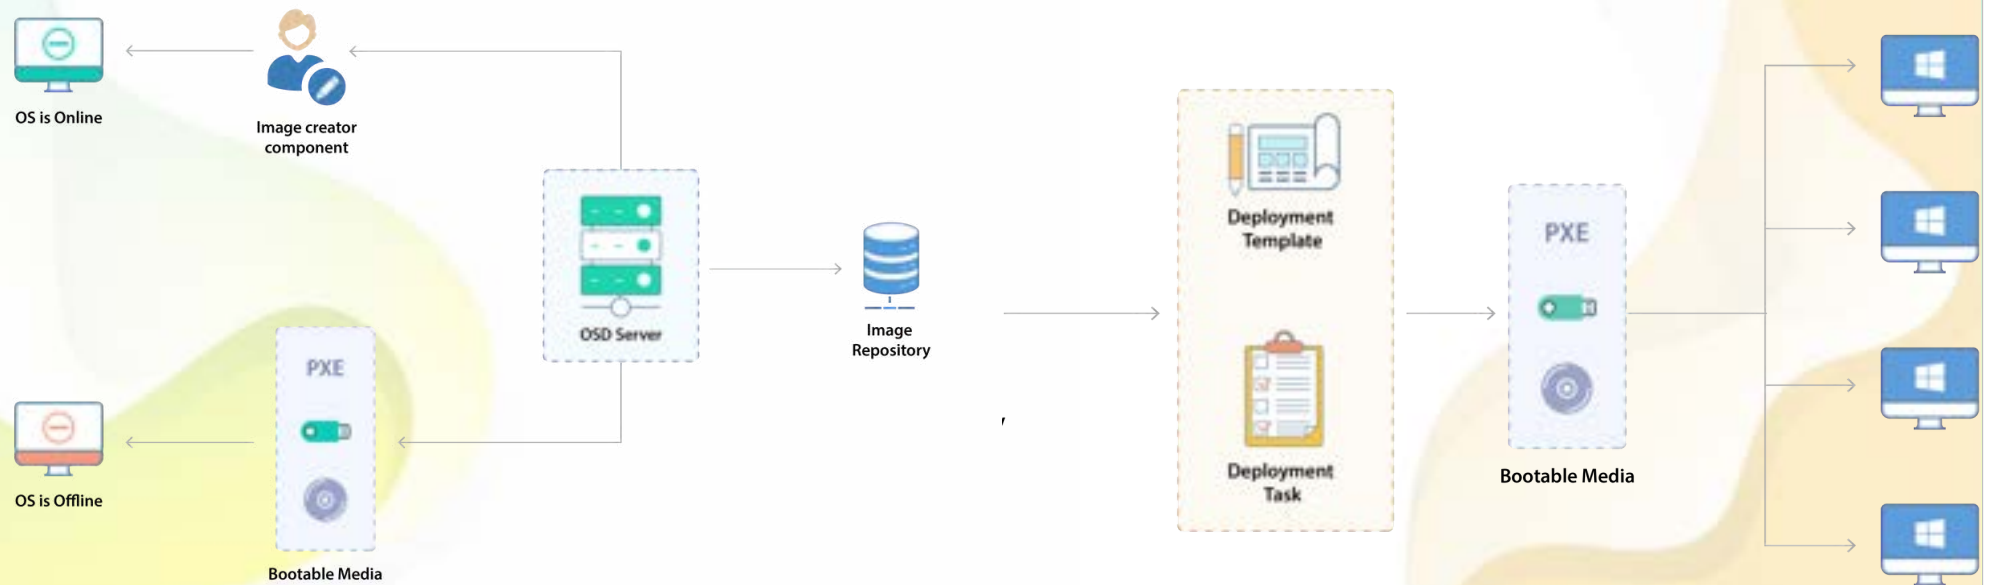 OS is Online
Image creator
component
OSD Server
Image
Repository
PXE
OS is Offline
Bootable Media
Deployment
Template
Deployment
Task
PXE
Bootable Media